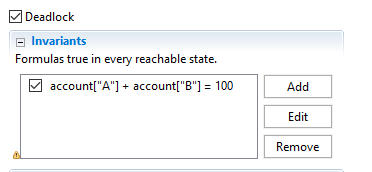 Deadlock
Invariants
Formulas true in every reachable state.
account["A"] + account["B"] = 100
Add
Edit
Remove